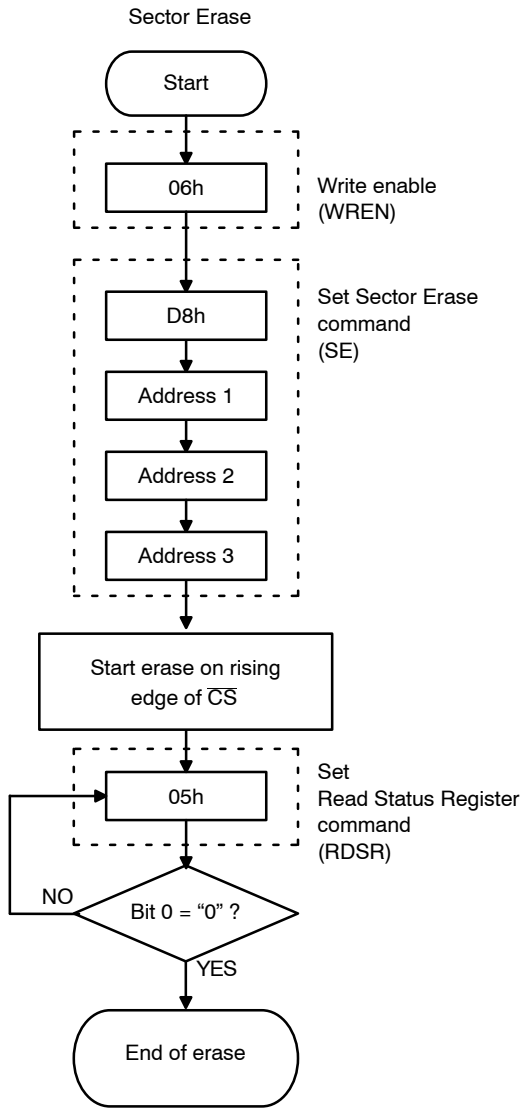 Sector Erase
Start
06h
Write enable
(WREN)
D8h
Set Sector Erase
command
(SE)
Address 1
Address 2
Address 3
Start erase on rising
edge of C̅S̅
05h
Set
Read Status Register
command
(RDSR)
NO
Bit 0 = “0” ?
YES
End of erase